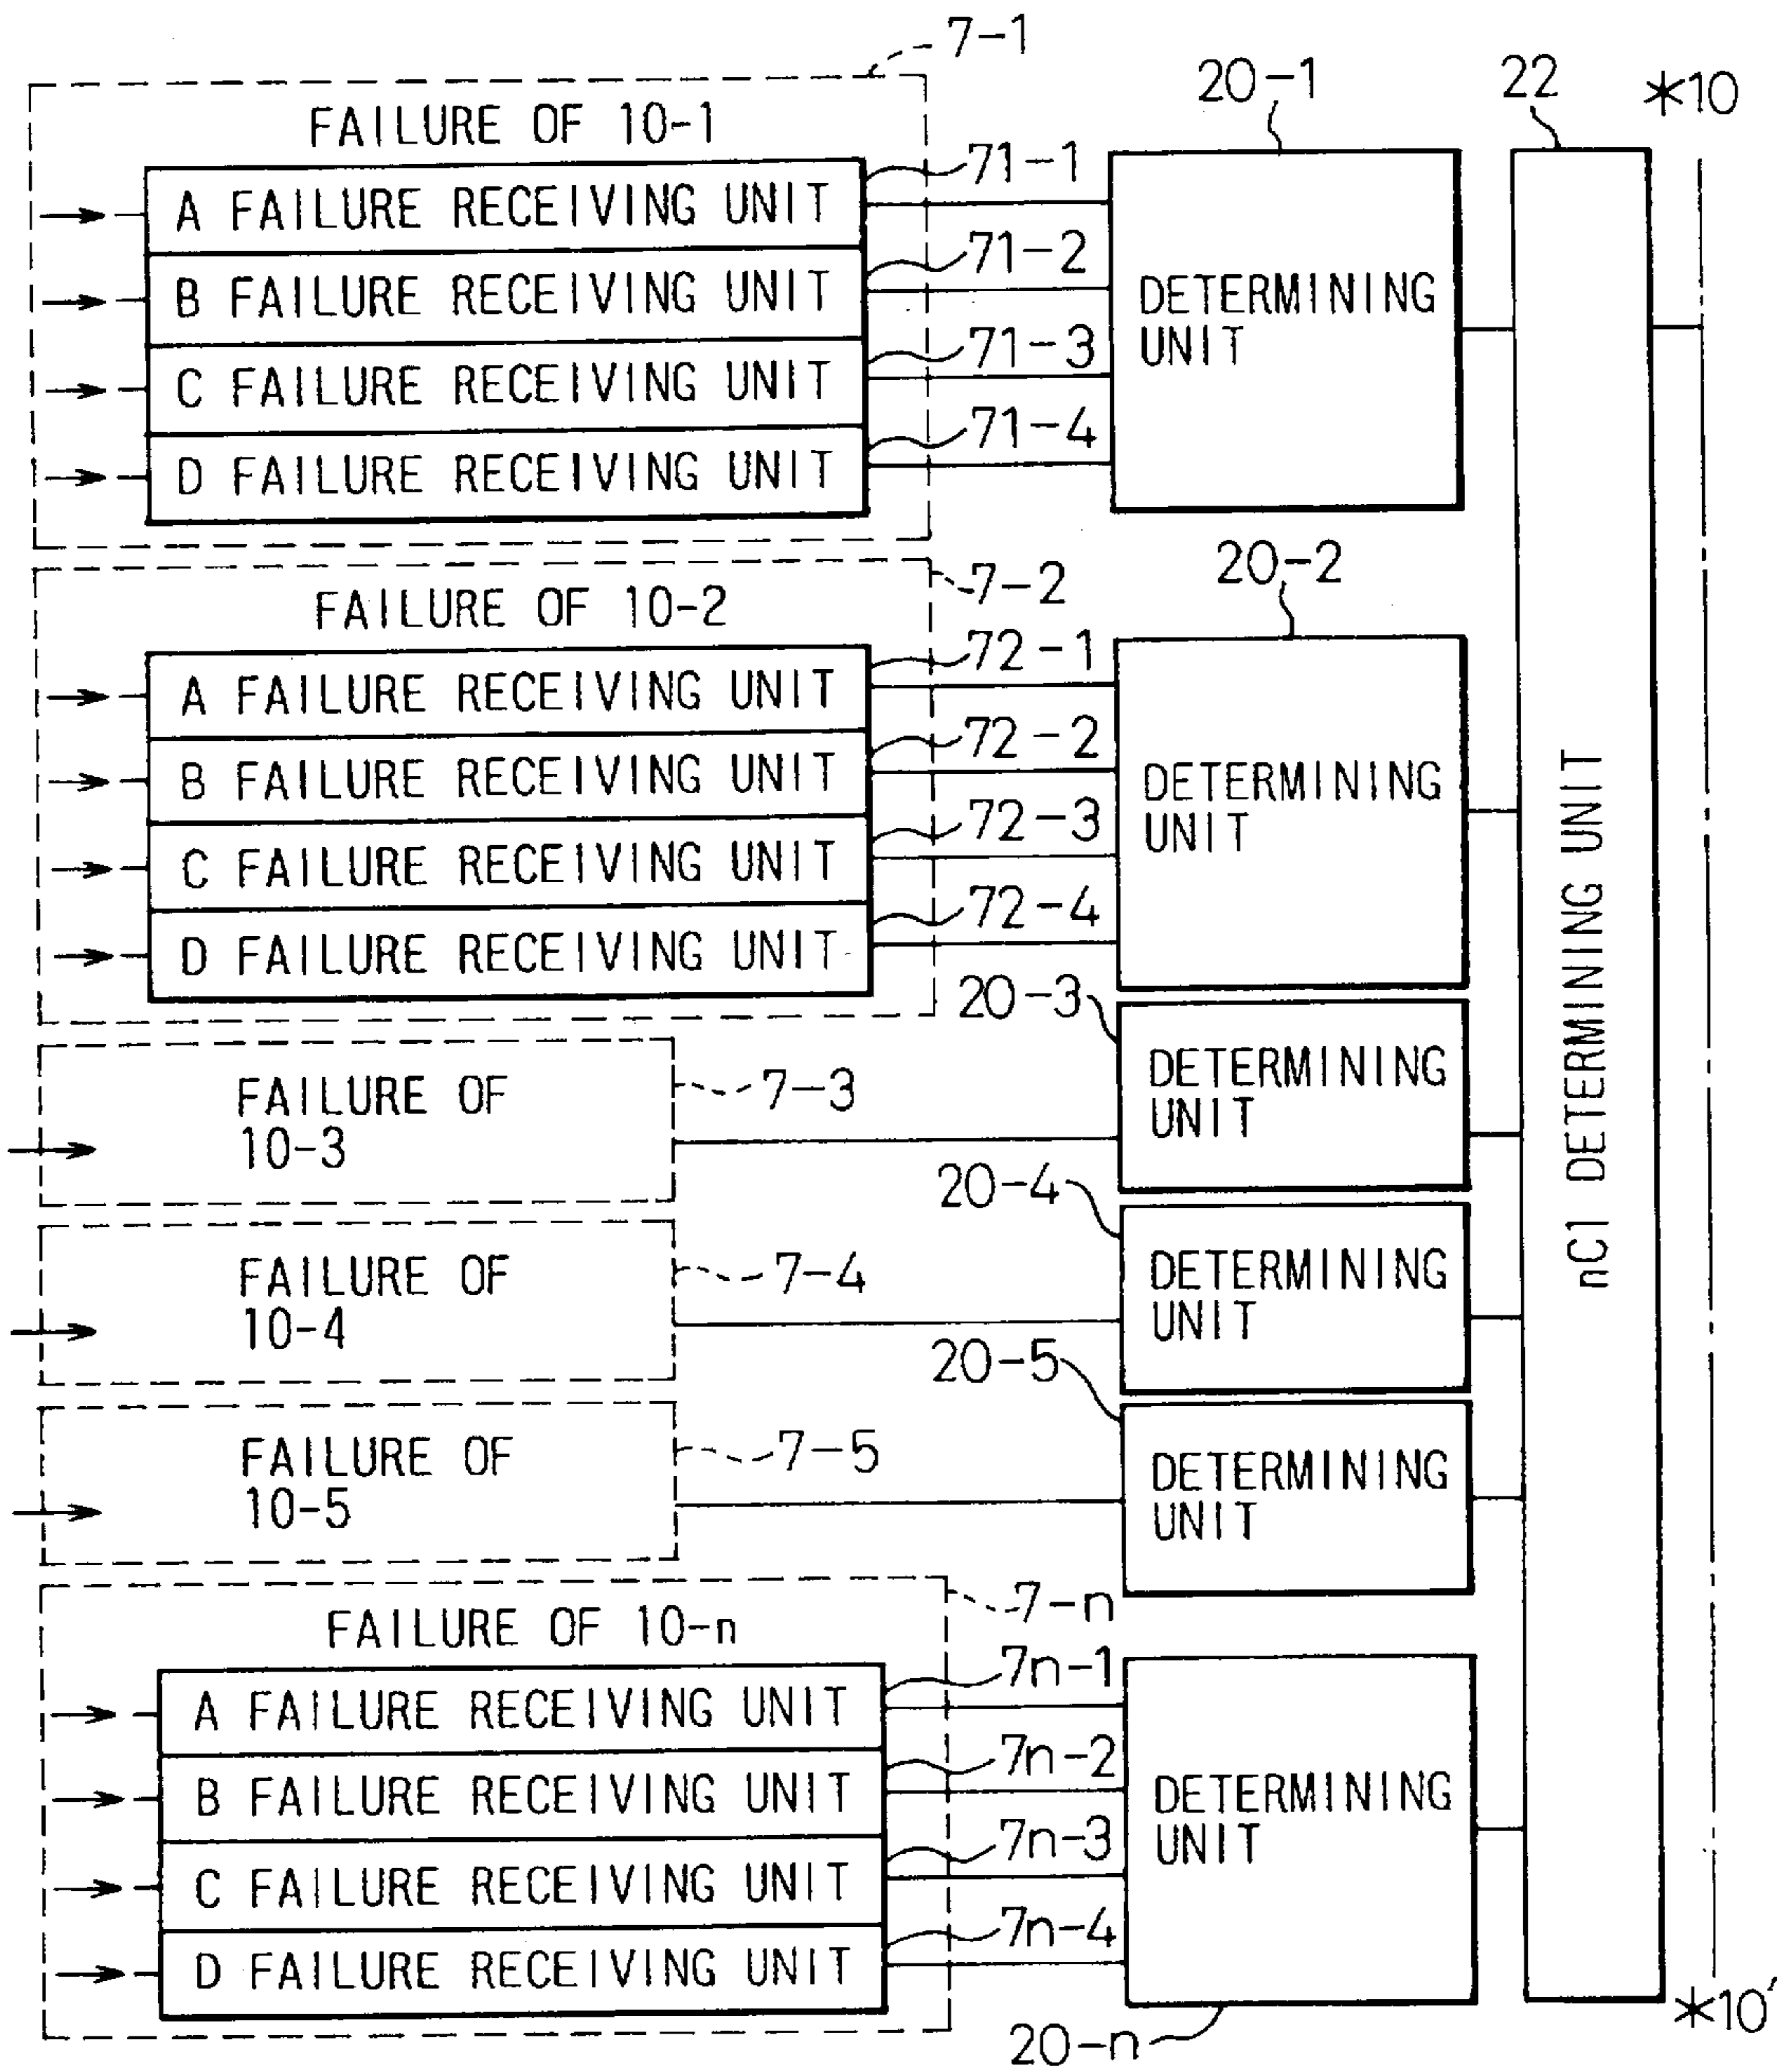 7-1
20-1
22
*10
FAILURE OF 10-1
A FAILURE RECEIVING UNIT
71-1
B FAILURE RECEIVING UNIT
71-2
C FAILURE RECEIVING UNIT
71-3
D FAILURE RECEIVING UNIT
71-4
DETERMINING
UNIT
7-2
20-2
FAILURE OF 10-2
A FAILURE RECEIVING UNIT
72-1
B FAILURE RECEIVING UNIT
72-2
C FAILURE RECEIVING UNIT
72-3
D FAILURE RECEIVING UNIT
72-4
DETERMINING
UNIT
nC1 DETERMINING UNIT
20-3
FAILURE OF
10-3
7-3
DETERMINING
UNIT
20-4
FAILURE OF
10-4
7-4
DETERMINING
UNIT
20-5
FAILURE OF
10-5
7-5
DETERMINING
UNIT
7-n
FAILURE OF 10-n
A FAILURE RECEIVING UNIT
7n-1
B FAILURE RECEIVING UNIT
7n-2
C FAILURE RECEIVING UNIT
7n-3
D FAILURE RECEIVING UNIT
7n-4
DETERMINING
UNIT
20-n
*10'